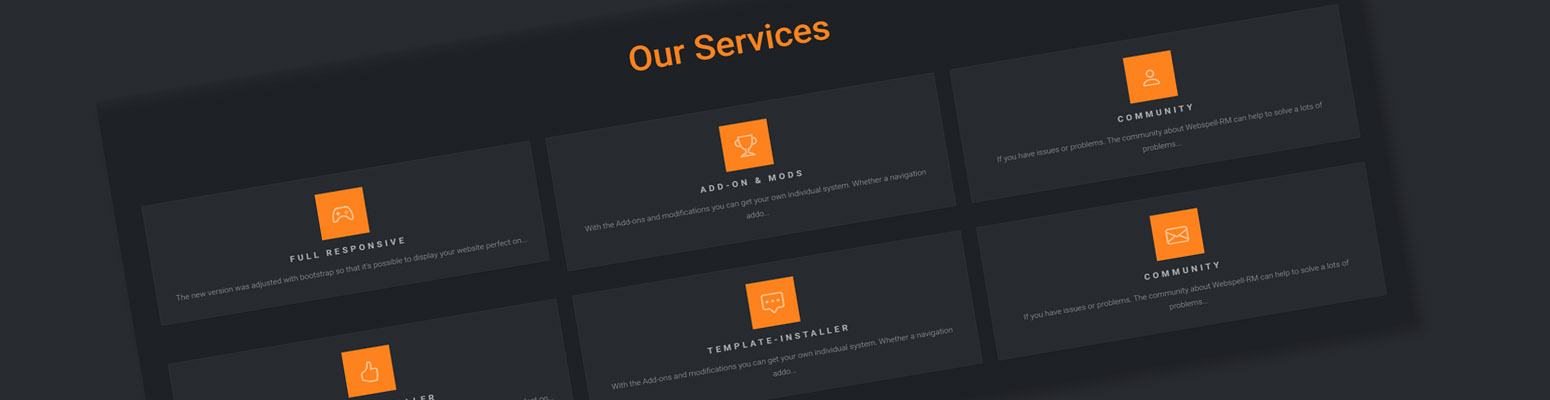 Our Services
FULL RESPONSIVE
The new version was adjusted with bootstrap so that it's possible to display your website perfect on...
ADD-ON & MODS
With the Add-ons and modifications you can get your own individual system. Whether a navigation
addo...
COMMUNITY
If you have issues or problems. The community about Webspell-RM can help to solve a lots of
problems...
LLER
TEMPLATE-INSTALLER
With the Add-ons and modifications you can get your own individual system. Whether a navigation
addo...
COMMUNITY
If you have issues or problems. The community about Webspell-RM can help to solve a lots of
problems...